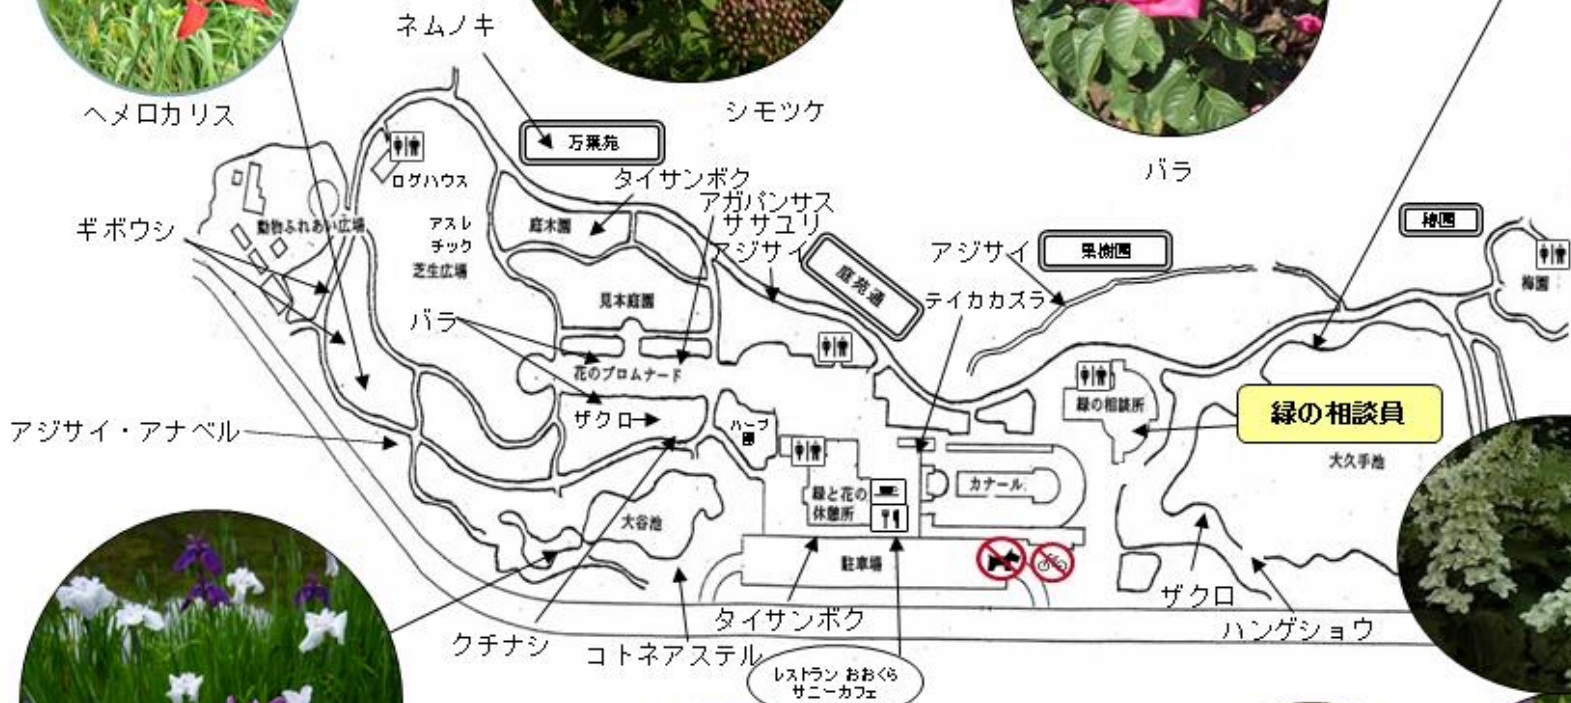 ネムノキ
ヘメロカリス
シモツケ
バラ
万葉苑
ログハウス
タイサンボク
アガパンサス
ササユリ
アジサイ
ギボウシ
動物ふれあい広場
アスレ
チック
芝生広場
庭木園
庭苑通
アジサイ
果樹園
椿園
梅園
見本庭園
テイカカズラ
バラ
花のプロムナード
ザクロ
ハーブ
園
緑の相談所
緑の相談員
大久手池
アジサイ・アナベル
カナール
緑と花の
休憩所
大谷池
駐車場
ザクロ
ハンゲショウ
タイサンボク
クチナシ
コトネアステル
レストラン おおくら
サニーカフェ